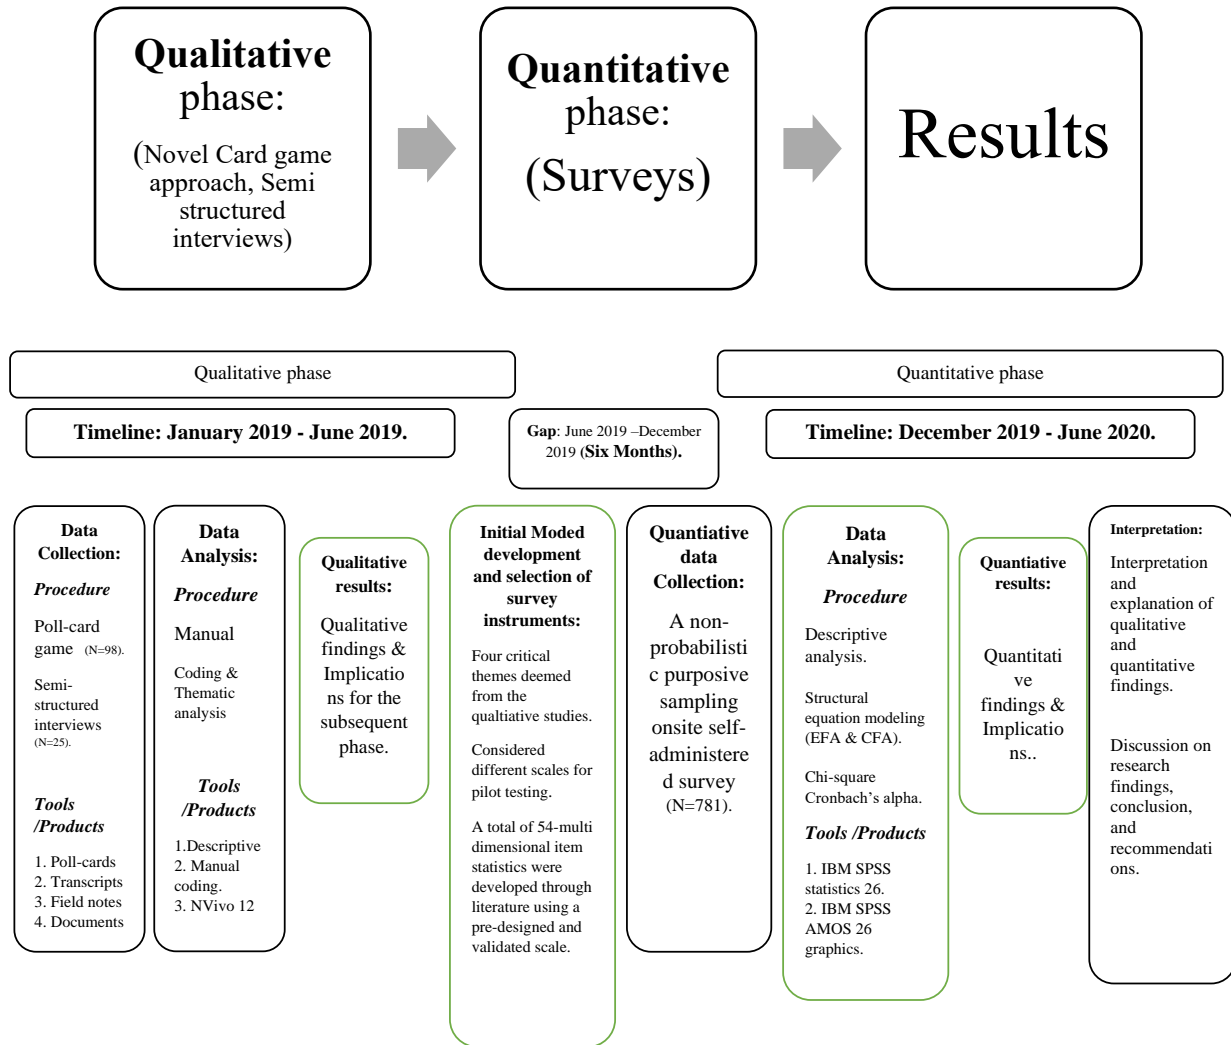 Qualitative
phase:
(Novel Card game
approach, Semi
structured
interviews)
Quantitative
phase:
(Surveys)
Results
Qualitative phase
Quantitative phase
Timeline: January 2019 - June 2019.
Gap: June 2019 –December
2019 (Six Months).
Timeline: December 2019 - June 2020.
Data
Collection:
Procedure
Poll-card
game (N=98).
Semi-
structured
interviews
(N=25).
Tools
/Products
1. Poll-cards
2. Transcripts
3. Field notes
4. Documents
Data
Analysis:
Procedure
Manual
Coding &
Thematic
analysis
Tools
/Products
1.Descriptive
2. Manual
coding.
3. NVivo 12
Qualitative
results:
Qualitative
findings &
Implicatio
ns for the
subsequent
phase.
Initial Moded
development
and selection of
survey
instruments:
Four critical
themes deemed
from the
qualtiative studies.
Considered
different scales for
pilot testing.
A total of 54-multi
dimensional item
statistics were
developed through
literature using a
pre-designed and
validated scale.
Quantiative
data
Collection:
A non-
probabilisti
c purposive
sampling
onsite self-
administere
d survey
(N=781).
Data
Analysis:
Procedure
Descriptive
analysis.
Structural
equation modeling
(EFA & CFA).
Chi-square
Cronbach’s alpha.
Tools /Products
1. IBM SPSS
statistics 26.
2. IBM SPSS
AMOS 26
graphics.
Quantiative
results:
Quantitati
ve
findings &
Implicatio
ns..
Interpretation:
Interpretation
and
explanation of
qualitative
and
quantitative
findings.
Discussion on
research
findings,
conclusion,
and
recommendati
ons.